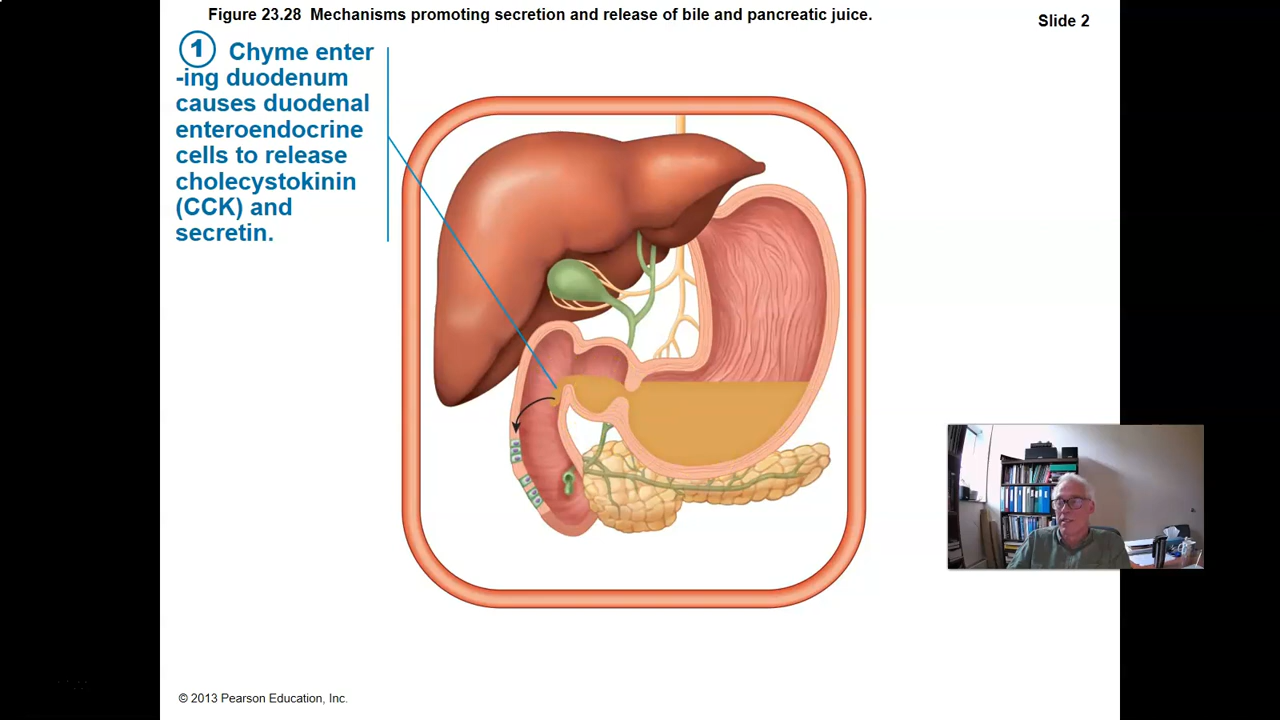 Figure 23.28 Mechanisms promoting secretion and release of bile and pancreatic juice.
Slide 2
1 Chyme enter
-ing duodenum
causes duodenal
enteroendocrine
cells to release
cholecystokinin
(CCK) and
secretin.
© 2013 Pearson Education, Inc.